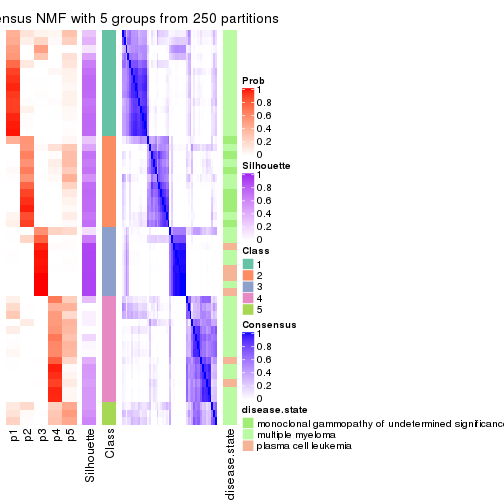 ensus NMF with 5 groups from 250 partitions
Prob
1
0.8
0.6
0.4
0.2
0
Silhouette
1
0.8
0.6
0.4
0.2
0
Class
1
2
3
4
5
Consensus
1
0.8
0.6
0.4
0.2
0
disease.state
monoclonal gammopathy of undetermined significance
multiple myeloma
plasma cell leukemia
p1
p2
p3
p4
p5
Silhouette
Class
disease.state